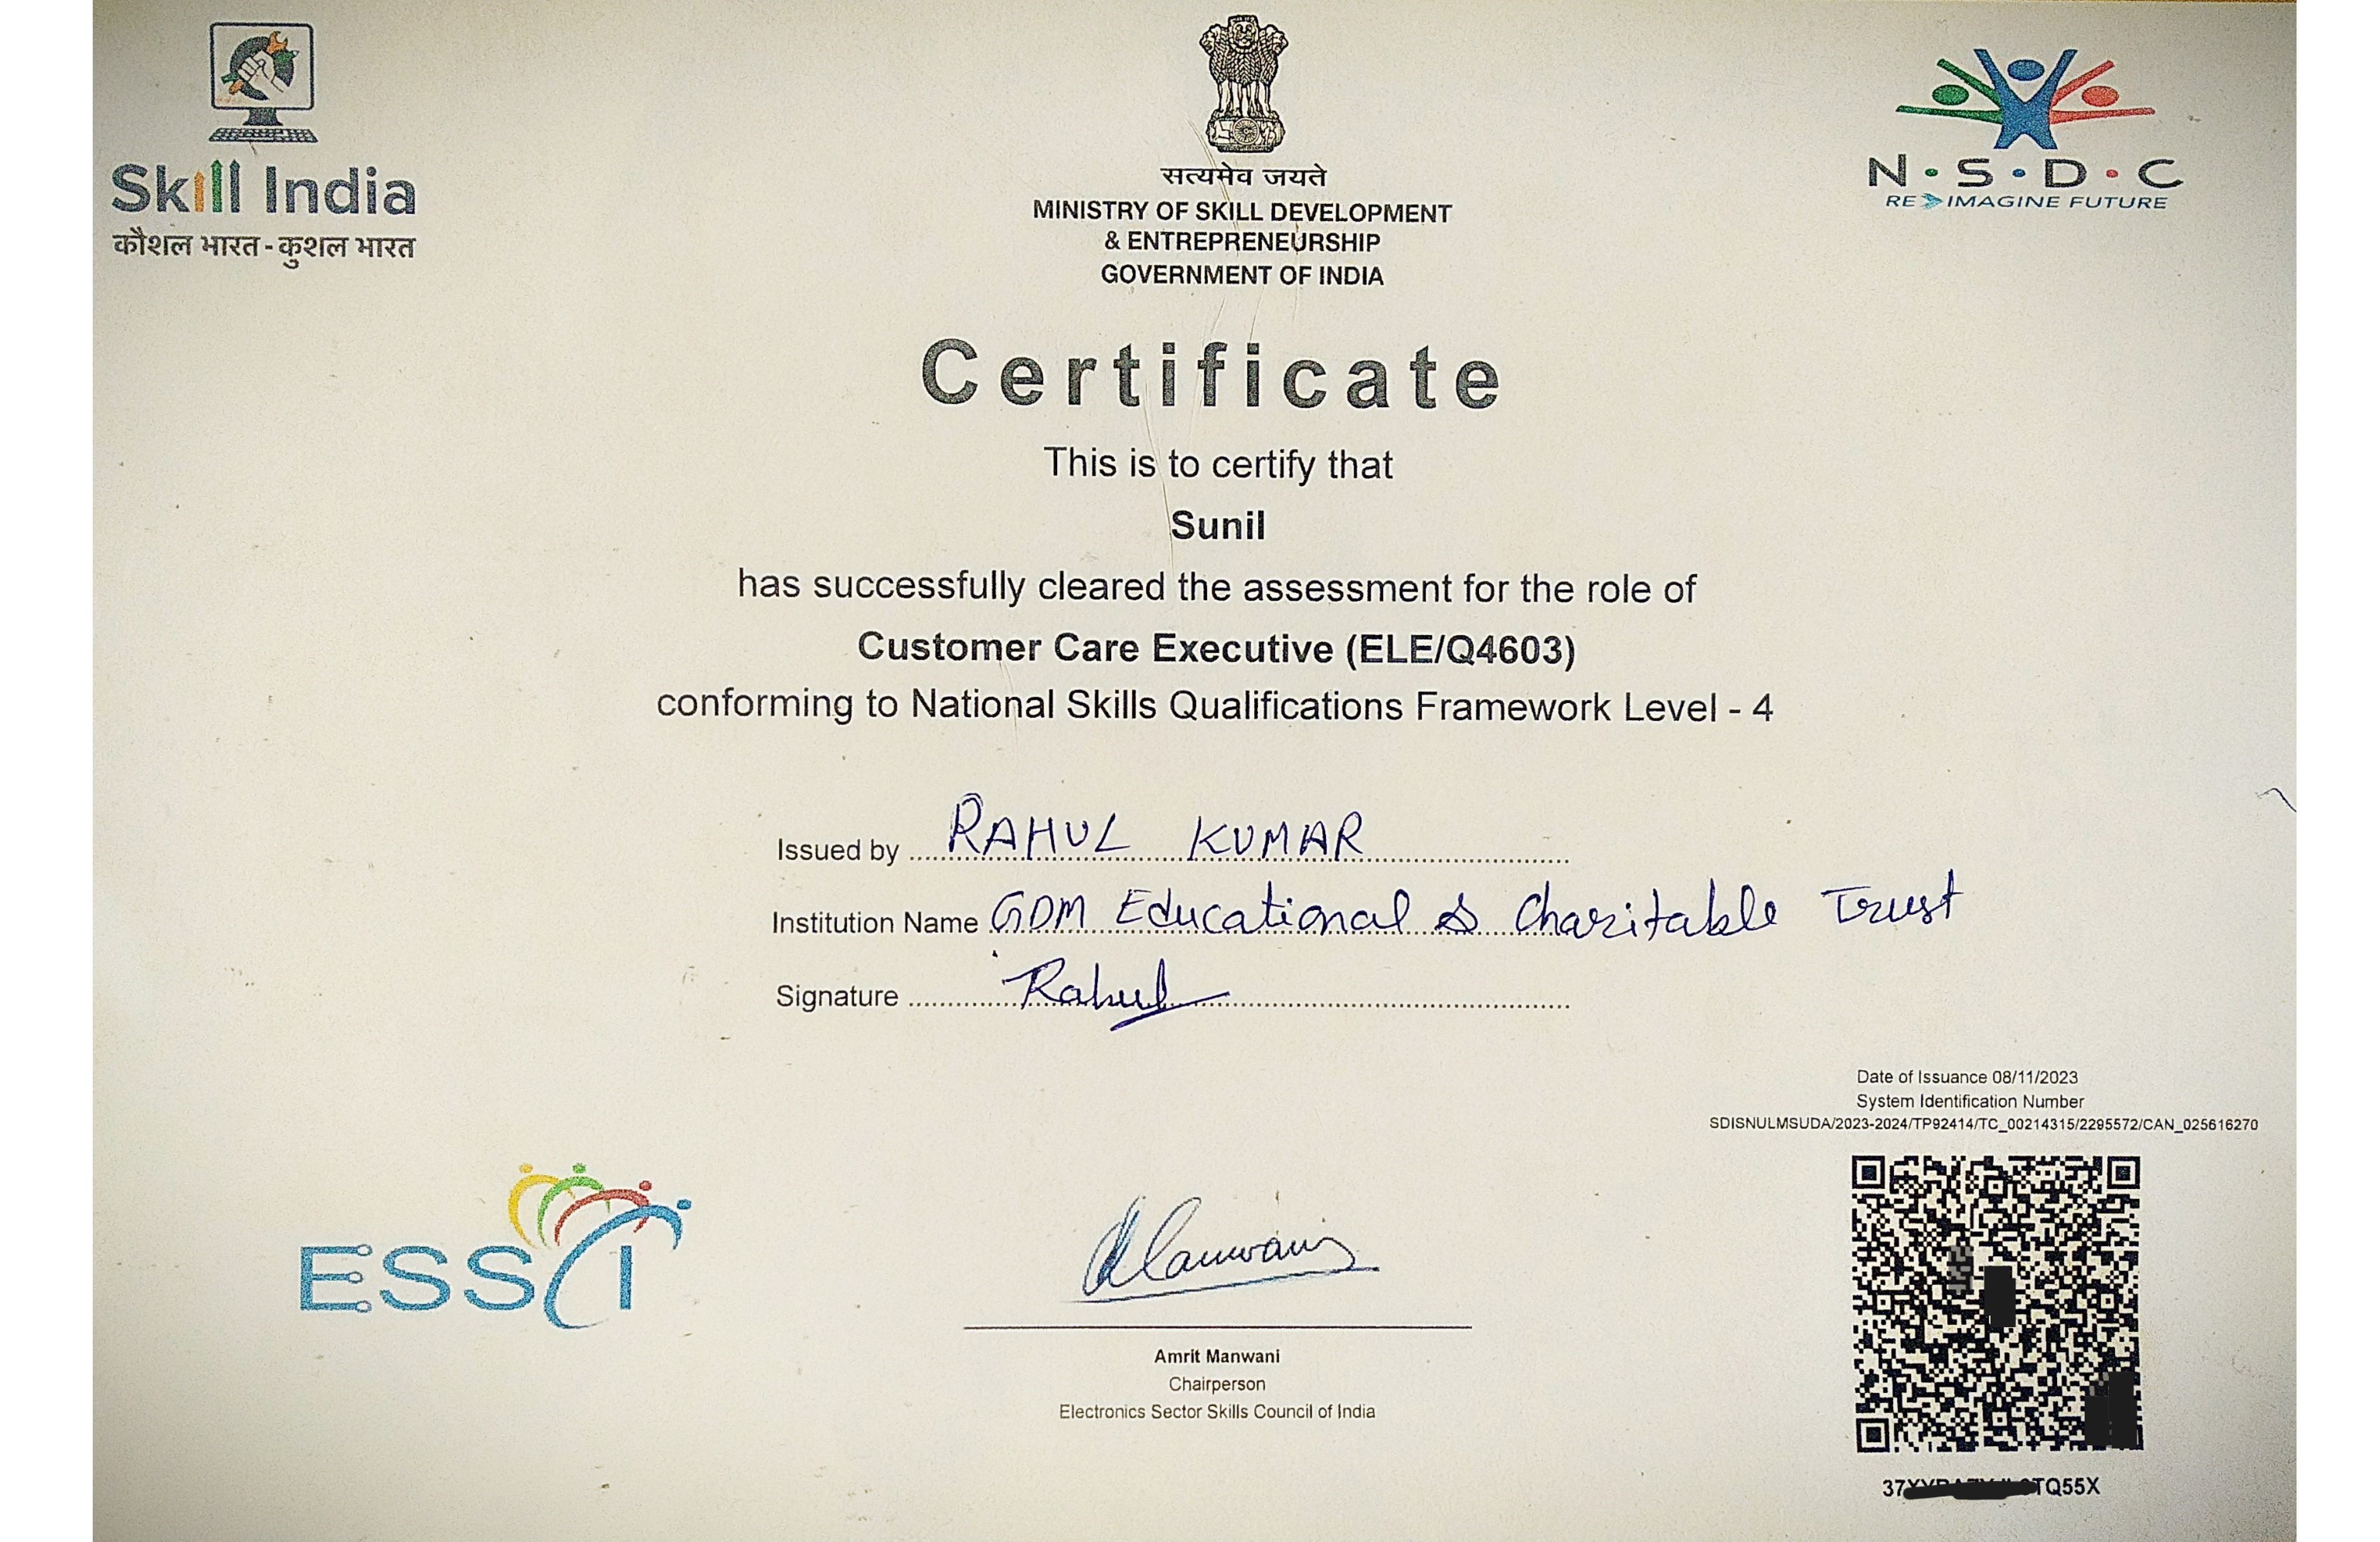 Skill India
कौशल भारत - कुशल भारत
सत्यमेव जयते
MINISTRY OF SKILL DEVELOPMENT
& ENTREPRENEURSHIP
GOVERNMENT OF INDIA
N·S·D·C
RE IMAGINE FUTURE
Certificate
This is to certify that
Sunil
has successfully cleared the assessment for the role of
Customer Care Executive (ELE/Q4603)
conforming to National Skills Qualifications Framework Level - 4
Issued by RAHUL KUMAR
Institution Name GDM Educational & Charitable Trust
Signature Rahul
Date of Issuance 08/11/2023
System Identification Number
SDISNULMSUDA/2023-2024/TP92414/TC_00214315/2295572/CAN_025616270
ESSCI
Manwani
Amrit Manwani
Chairperson
Electronics Sector Skills Council of India